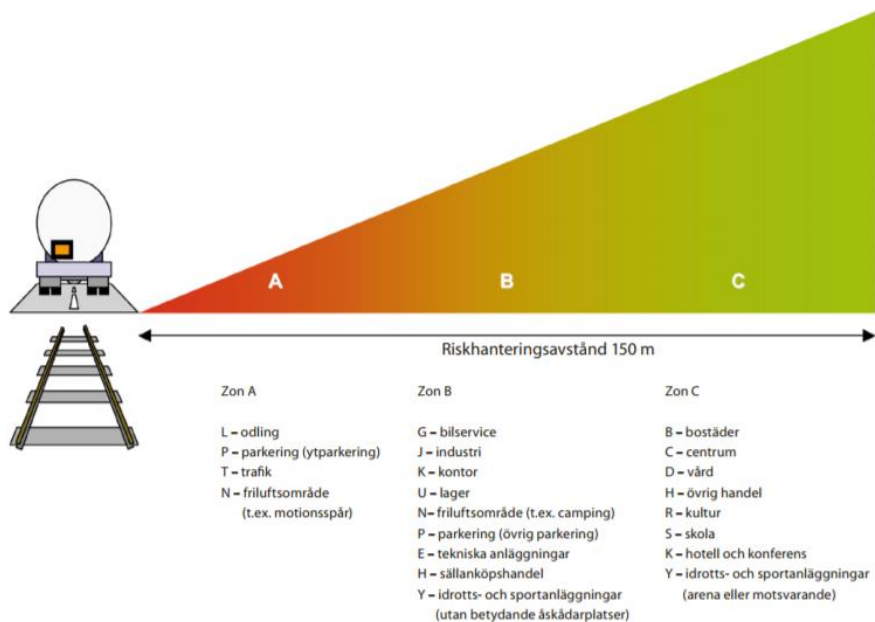 A
B
C
Riskhanteringsavstånd 150 m
Zon A
L – odling
P – parkering (ytparkering)
T – trafik
N – friluftsområde
(t.ex. motionsspår)
Zon B
G – bilservice
J – industri
K – kontor
U – lager
N– friluftsområde (t.ex. camping)
P – parkering (övrig parkering)
E – tekniska anläggningar
H – sällanköpshandel
Y – idrotts- och sportanläggningar
(utan betydande åskådarplatser)
Zon C
B – bostäder
C – centrum
D – vård
H – övrig handel
R – kultur
S – skola
K – hotell och konferens
Y – idrotts- och sportanläggningar
(arena eller motsvarande)